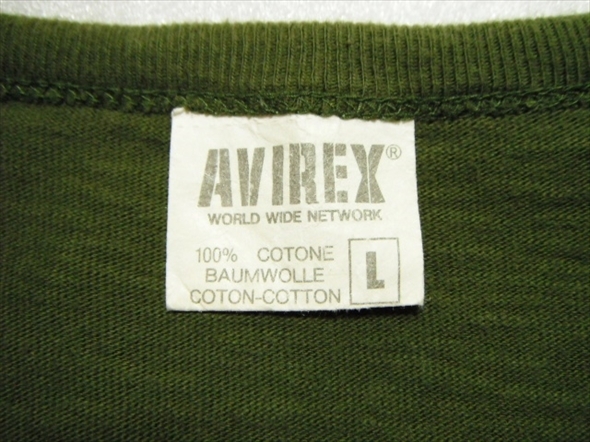 AVIREX®
WORLD WIDE NETWORK
100% COTONE
BAUMWOLLE
COTON-COTTON
L